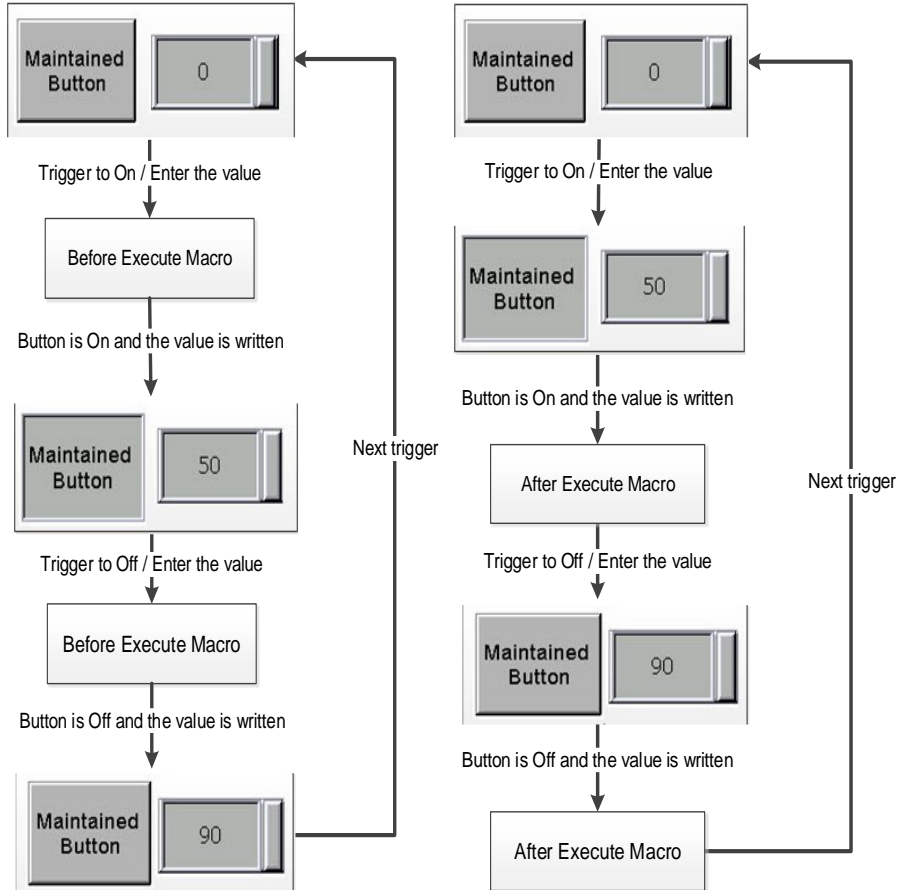 Maintained
Button
0
Trigger to On / Enter the value
Before Execute Macro
Button is On and the value is written
Maintained
Button
50
Trigger to Off / Enter the value
Before Execute Macro
Button is Off and the value is written
Maintained
Button
90
Next trigger
Maintained
Button
0
Trigger to On / Enter the value
Maintained
Button
50
Button is On and the value is written
After Execute Macro
Trigger to Off / Enter the value
Maintained
Button
90
Button is Off and the value is written
After Execute Macro
Next trigger